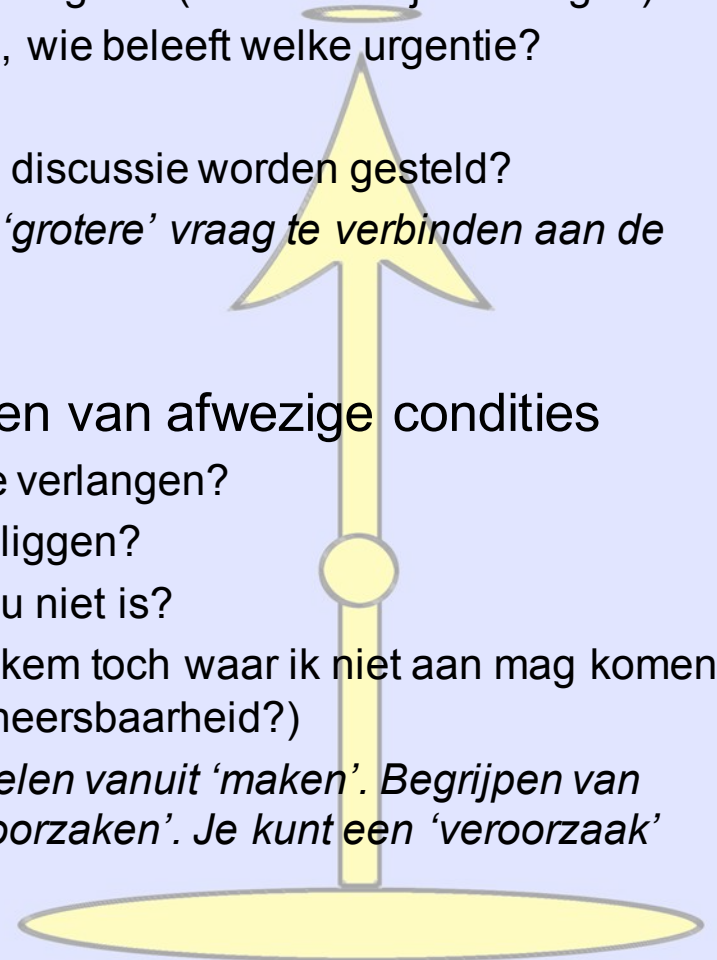 , wie beleeft welke urgentie?
discussie worden gesteld?
‘grotere’ vraag te verbinden aan de
en van afwezige condities
e verlangen?
liggen?
u niet is?
kem toch waar ik niet aan mag komen
heersbaarheid?)
elen vanuit ‘maken’. Begrijpen van
oorzaken’. Je kunt een ‘veroorzaak’